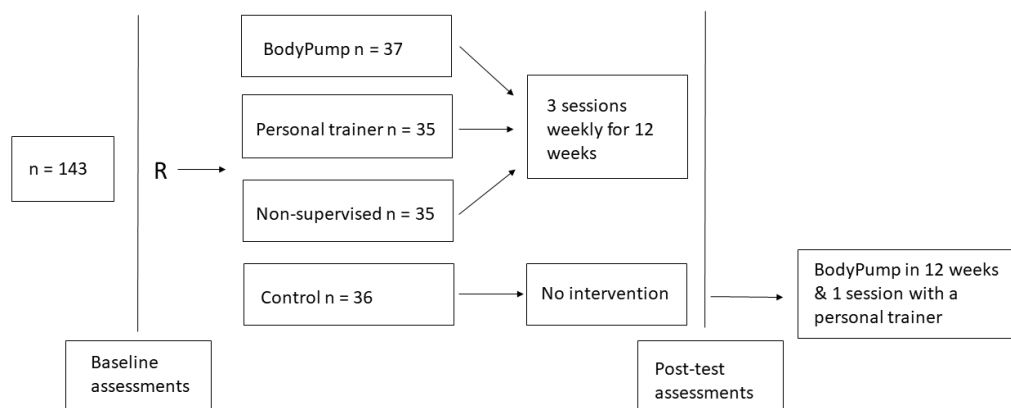 n = 143
R
BodyPump n = 37
Personal trainer n = 35
Non-supervised n = 35
Control n = 36
3 sessions
weekly for 12
weeks
No intervention
BodyPump in 12 weeks
& 1 session with a
personal trainer
Baseline
assessments
Post-test
assessments